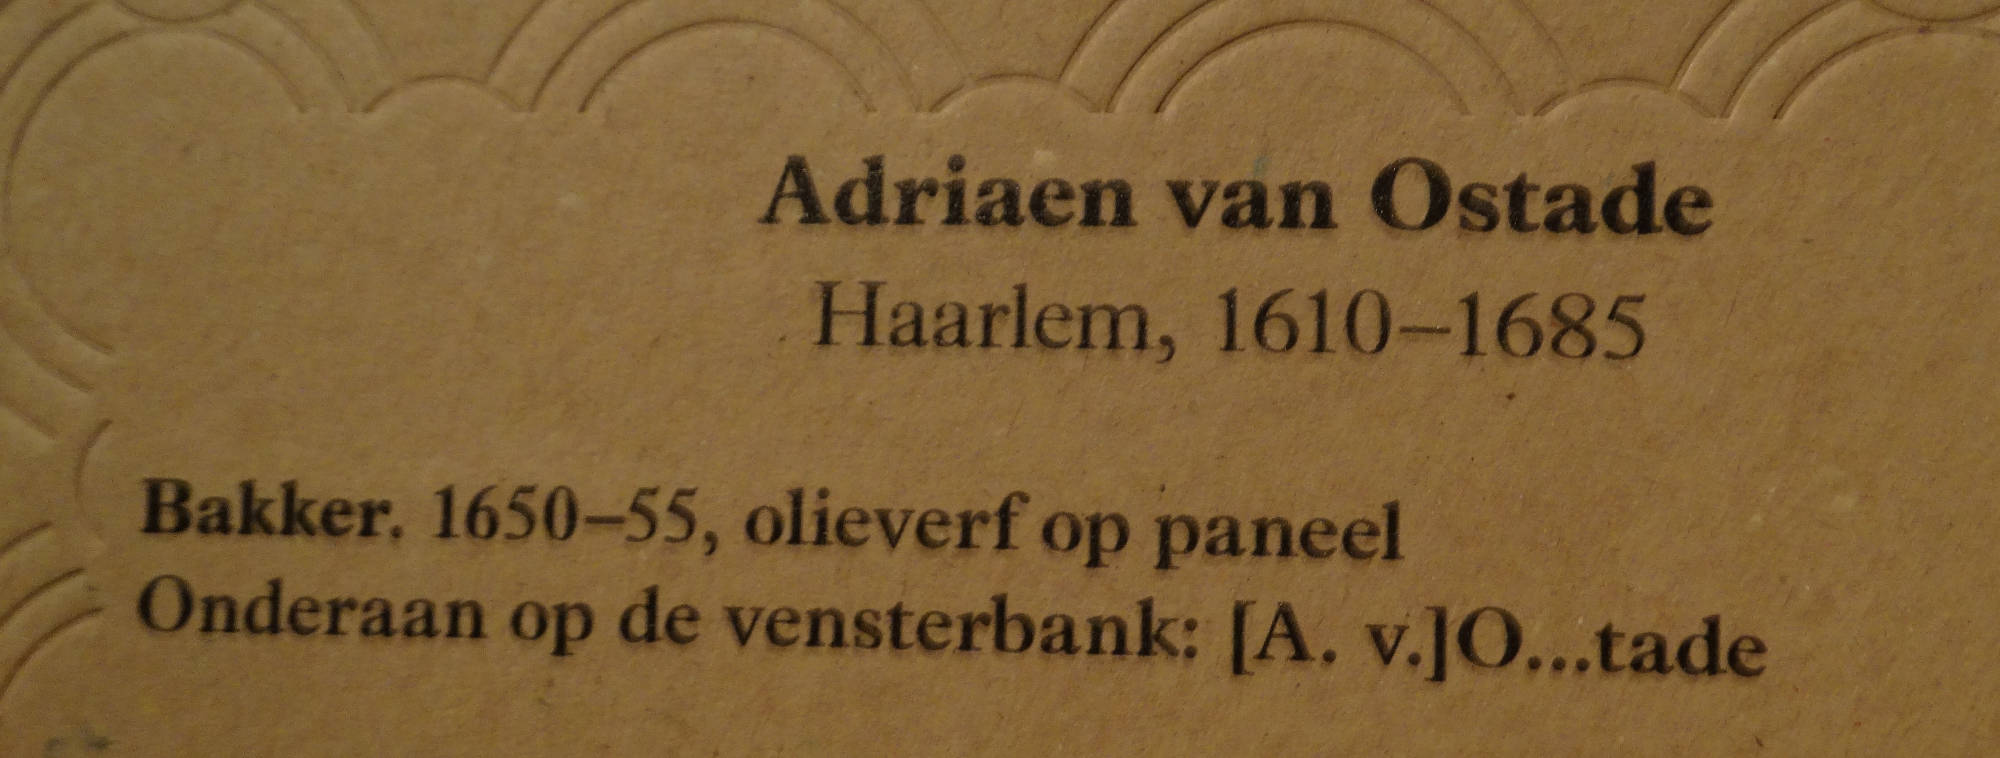 Adriaen van Ostade
Haarlem, 1610–1685
Bakker. 1650–55, olieverf op paneel
Onderaan op de vensterbank: [A. v.]O...tade